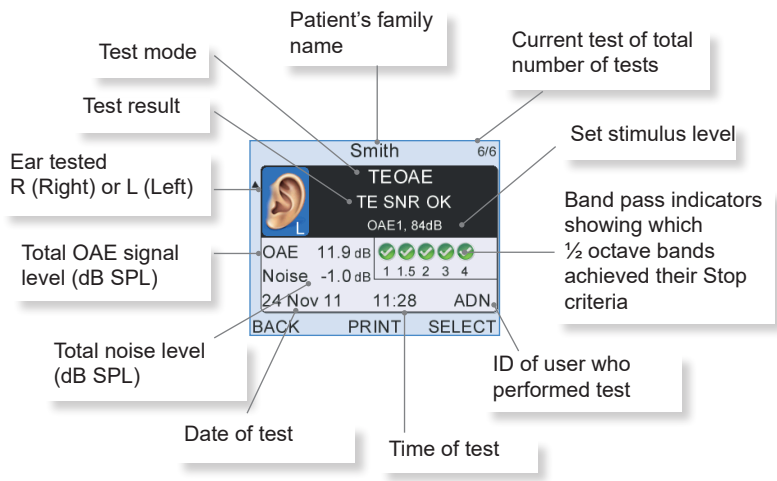 Patient’s family
name
Test mode
Current test of total
number of tests
Test result
Set stimulus level
Ear tested
R (Right) or L (Left)
Smith 6/6
TEOAE
TE SNR OK
OAE1, 84dB
L
OAE 11.9 dB
Noise -1.0 dB
1 1.5 2 3 4
24 Nov 11 11:28 ADN
BACK PRINT SELECT
Band pass indicators
showing which
½ octave bands
achieved their Stop
criteria
Total OAE signal
level (dB SPL)
Total noise level
(dB SPL)
ID of user who
performed test
Date of test
Time of test